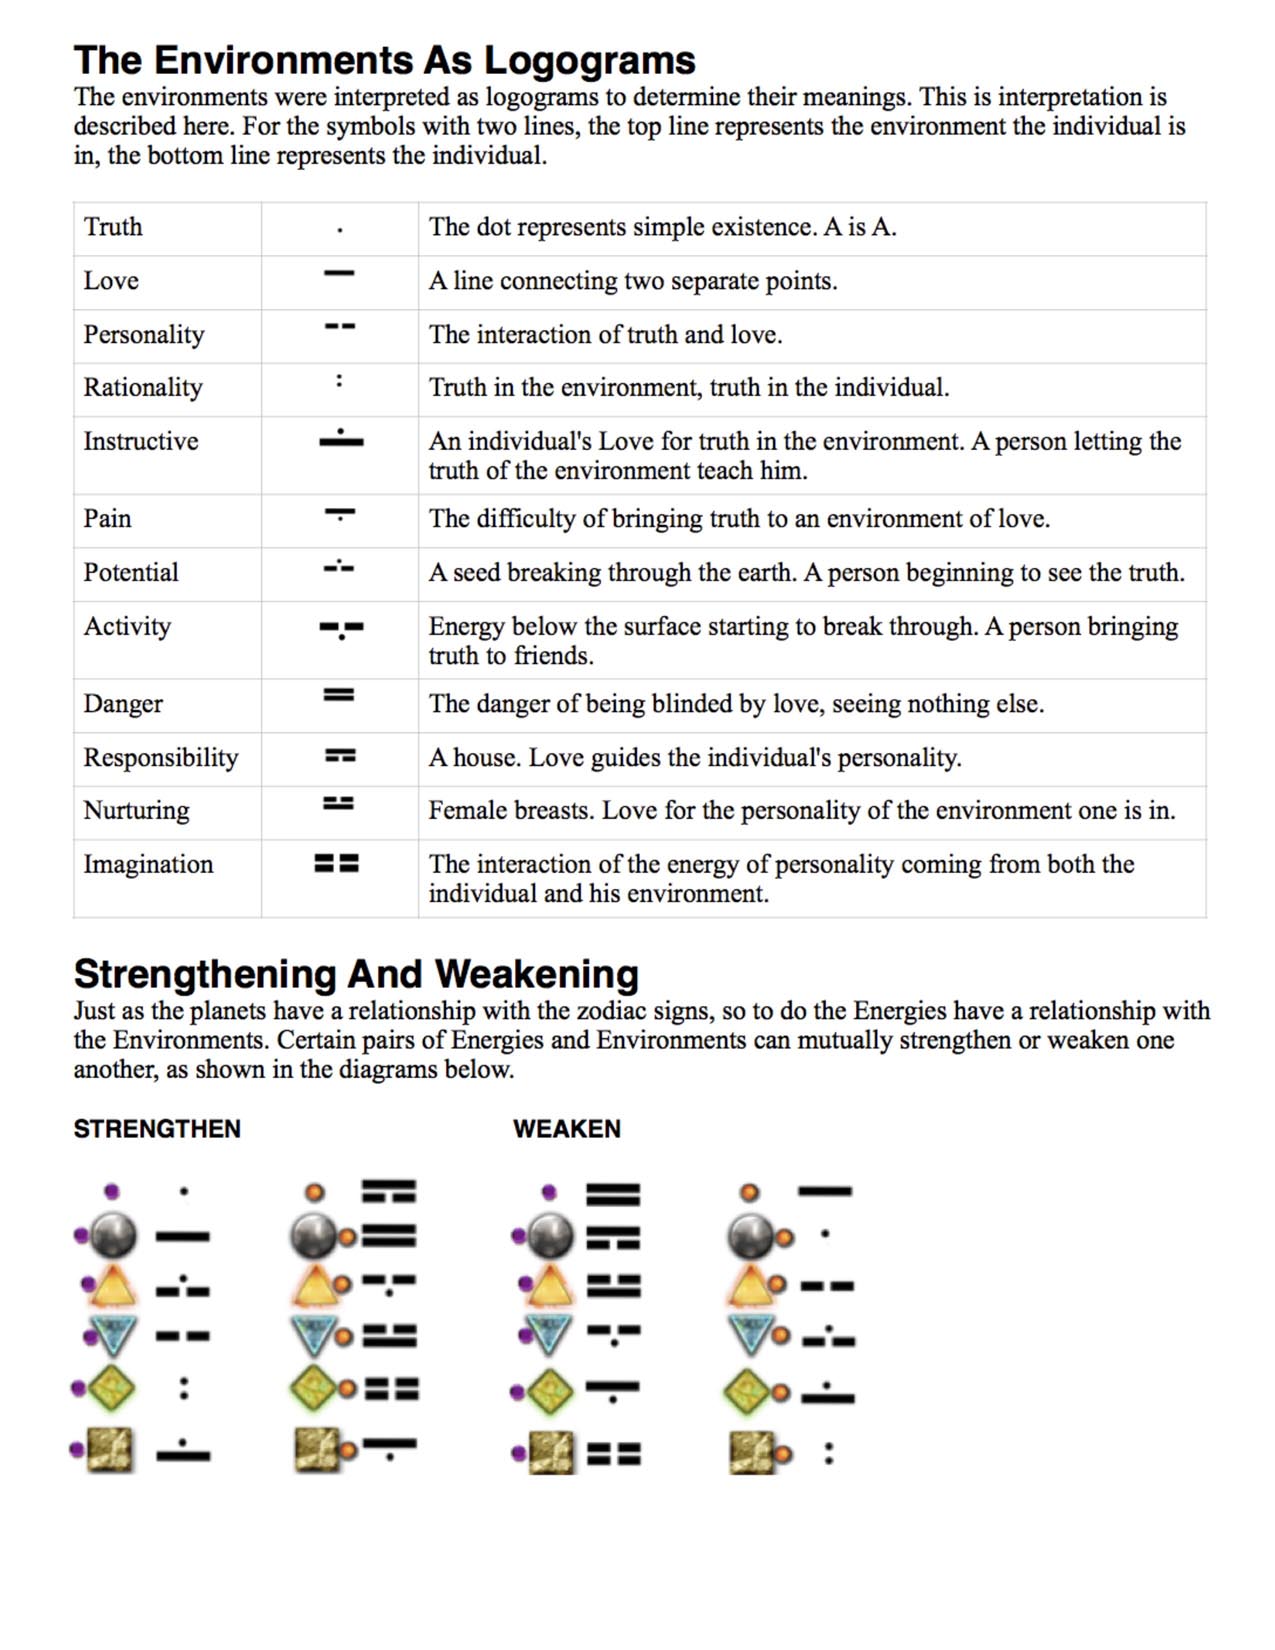 The Environments As Logograms
The environments were interpreted as logograms to determine their meanings. This is interpretation is
described here. For the symbols with two lines, the top line represents the environment the individual is
in, the bottom line represents the individual.
Truth
The dot represents simple existence. A is A.
Love
A line connecting two separate points.
Personality
The interaction of truth and love.
Rationality
Truth in the environment, truth in the individual.
Instructive
An individual's Love for truth in the environment. A person letting the
truth of the environment teach him.
Pain
The difficulty of bringing truth to an environment of love.
Potential
A seed breaking through the earth. A person beginning to see the truth.
Activity
Energy below the surface starting to break through. A person bringing
truth to friends.
Danger
The danger of being blinded by love, seeing nothing else.
Responsibility
A house. Love guides the individual's personality.
Nurturing
Female breasts. Love for the personality of the environment one is in.
Imagination
The interaction of the energy of personality coming from both the
individual and his environment.
Strengthening And Weakening
Just as the planets have a relationship with the zodiac signs, so to do the Energies have a relationship with
the Environments. Certain pairs of Energies and Environments can mutually strengthen or weaken one
another, as shown in the diagrams below.
STRENGTHEN
WEAKEN